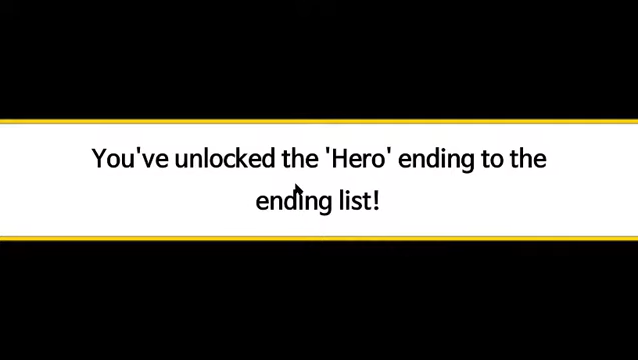 You've unlocked the 'Hero' ending to the
ending list!